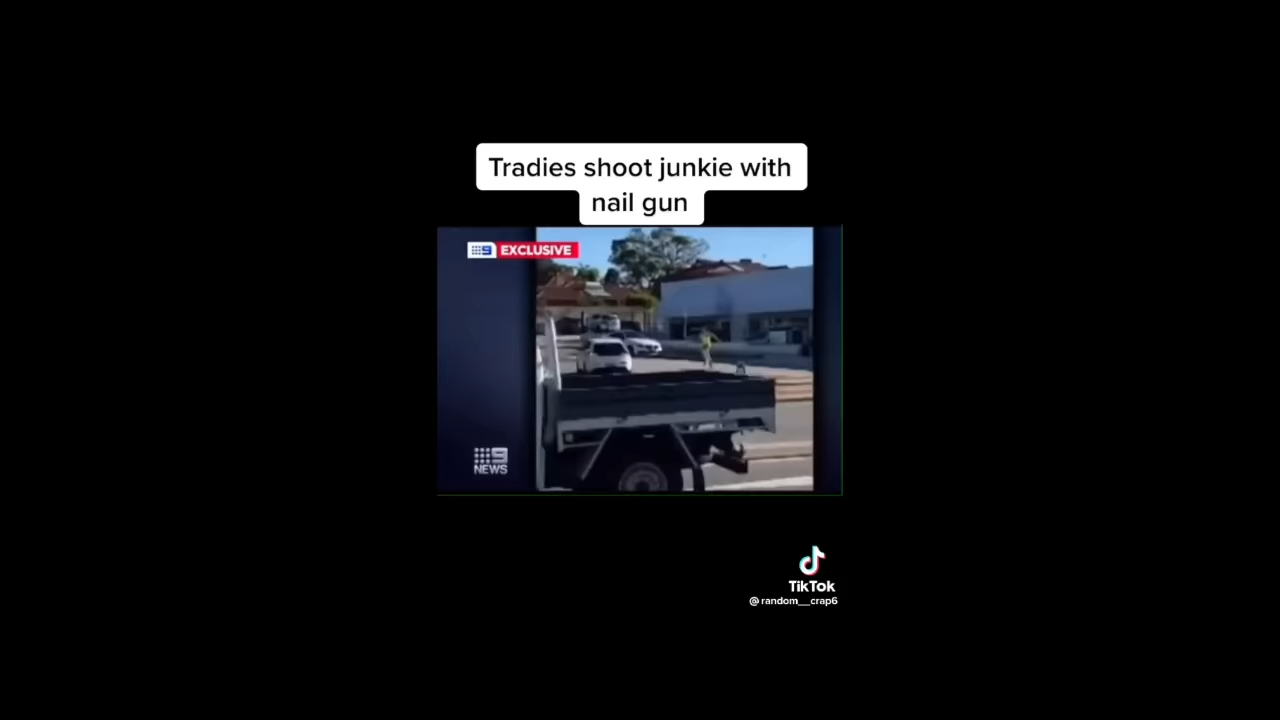 Tradies shoot junkie with
nail gun
9 EXCLUSIVE
9
NEWS
TikTok
@random__crap6